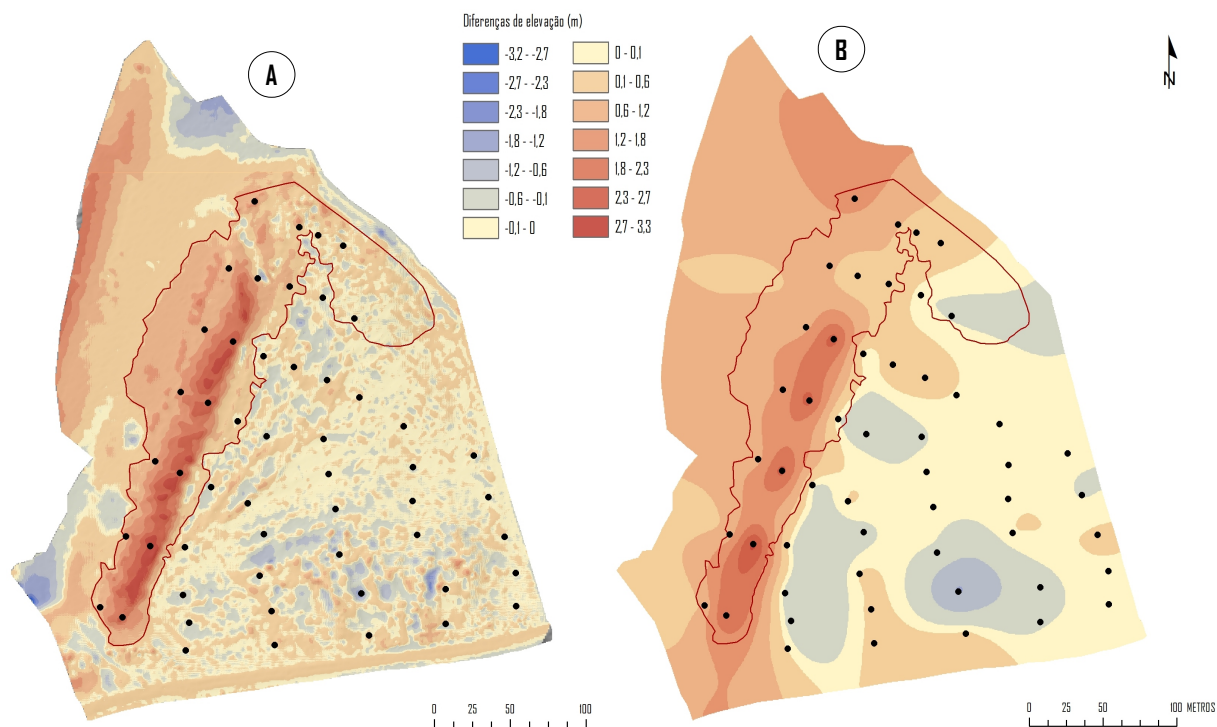 Diferenças de elevação (m)
A
B
N
-3,2 - -2,7
-2,7 - -2,3
-2,3 - -1,8
-1,8 - -1,2
-1,2 - -0,6
-0,6 - -0,1
-0,1 - 0
0 - 0,1
0,1 - 0,6
0,6 - 1,2
1,2 - 1,8
1,8 - 2,3
2,3 - 2,7
2,7 - 3,3
0 25 50 100
0 25 50 100 METROS